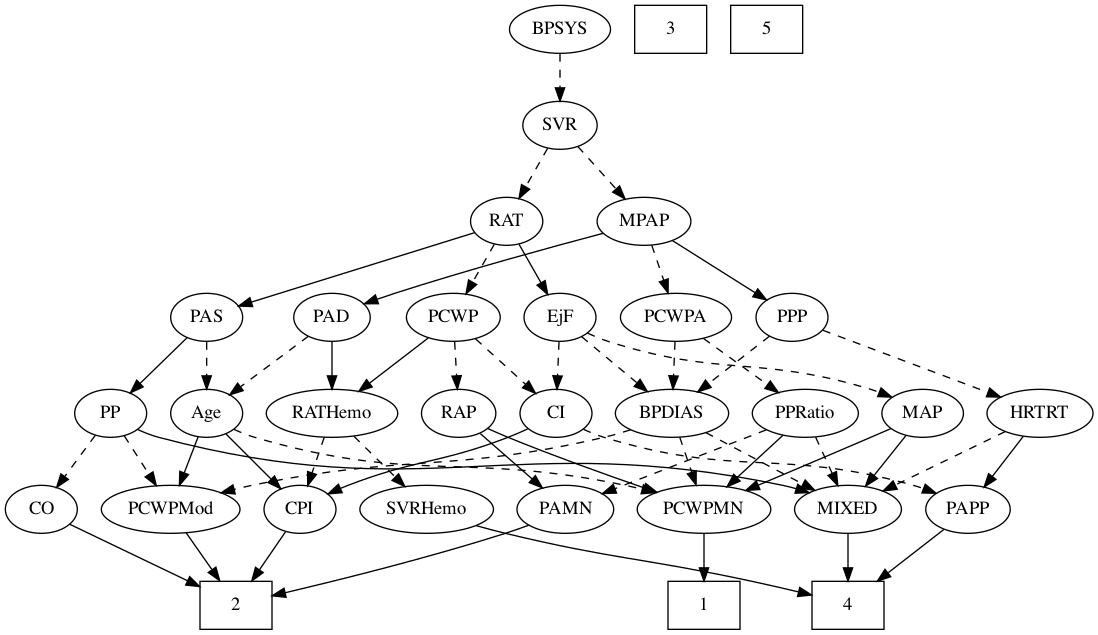 BPSYS 3 5
SVR
RAT MPAP
PAS PAD PCWP EjF PCWPA PPP
PP Age RATHemo RAP CI BPDIAS PPRatio MAP HRTRT
CO PCWPMod CPI SVRHemo PAMN PCWPMN MIXED PAPP
2 1 4